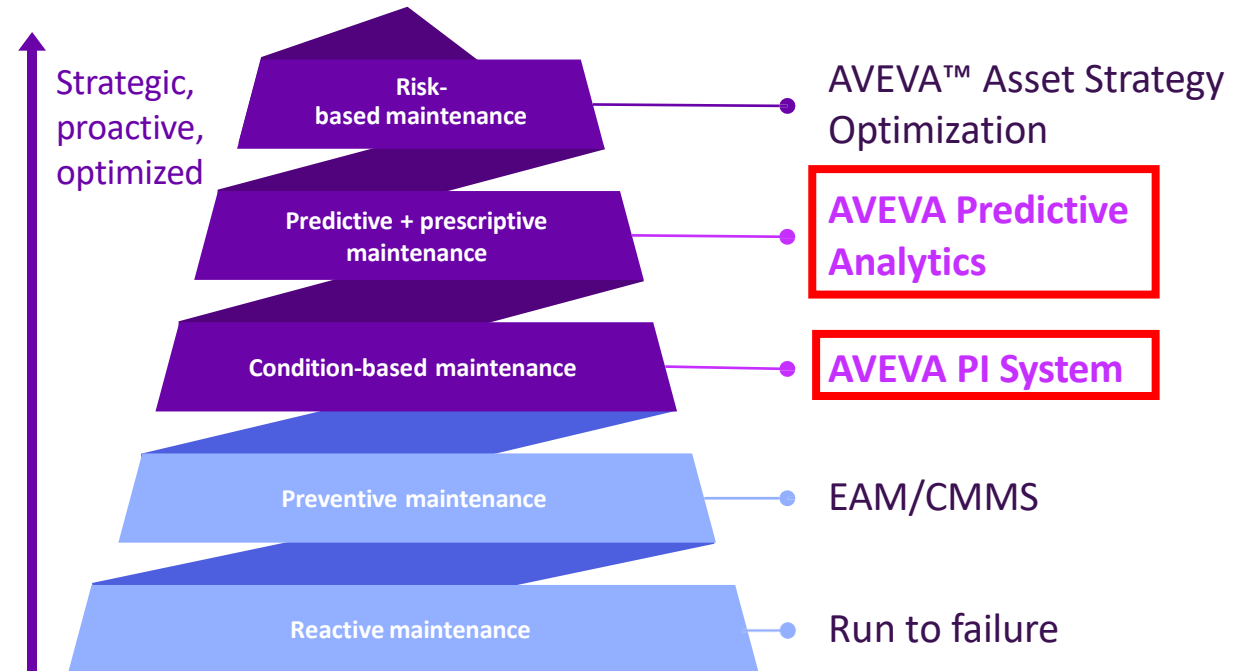 Strategic,
proactive,
optimized
Risk-
based maintenance
AVEVA™ Asset Strategy
Optimization
Predictive + prescriptive
maintenance
AVEVA Predictive
Analytics
Condition-based maintenance
AVEVA PI System
Preventive maintenance
EAM/CMMS
Reactive maintenance
Run to failure